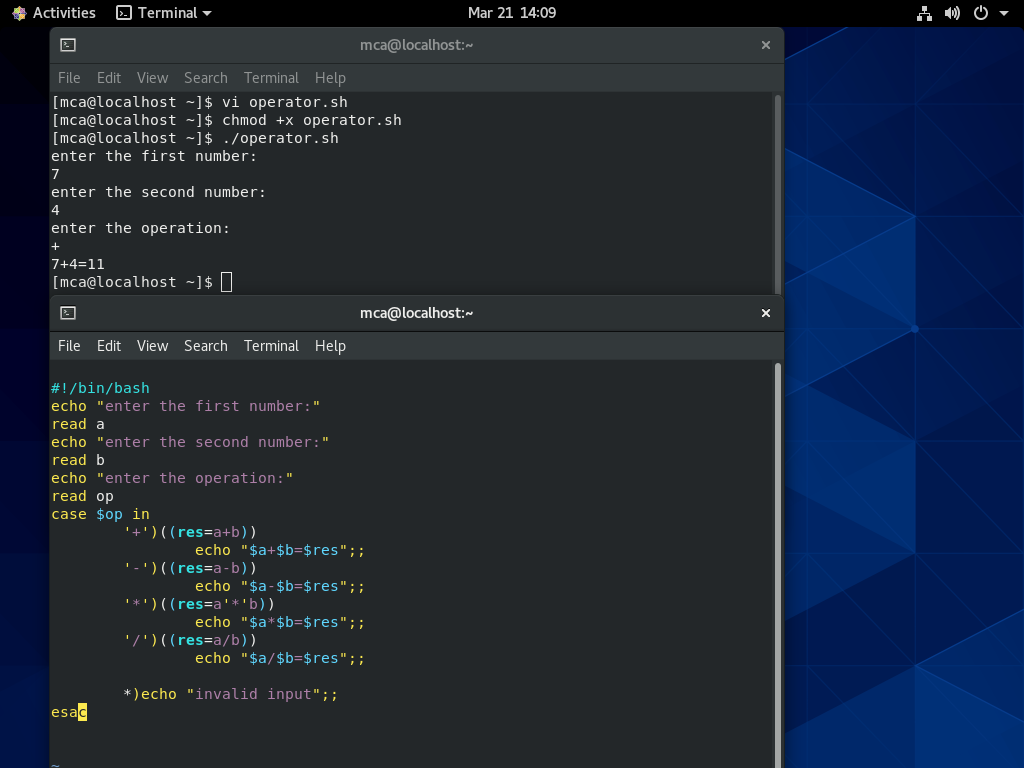 Activities Terminal Mar 21 14:09
mca@localhost:~ ×
File Edit View Search Terminal Help
[mca@localhost ~]$ vi operator.sh
[mca@localhost ~]$ chmod +x operator.sh
[mca@localhost ~]$ ./operator.sh
enter the first number:
7
enter the second number:
4
enter the operation:
+
7+4=11
[mca@localhost ~]$
mca@localhost:~ ×
File Edit View Search Terminal Help
#!/bin/bash
echo "enter the first number:"
read a
echo "enter the second number:"
read b
echo "enter the operation:"
read op
case $op in
        '+')((res=a+b))
                echo "$a+$b=$res";;
        '-')((res=a-b))
                echo "$a-$b=$res";;
        '*')((res=a'*'b))
                echo "$a*$b=$res";;
        '/')((res=a/b))
                echo "$a/$b=$res";;
        *)echo "invalid input";;
esac
~